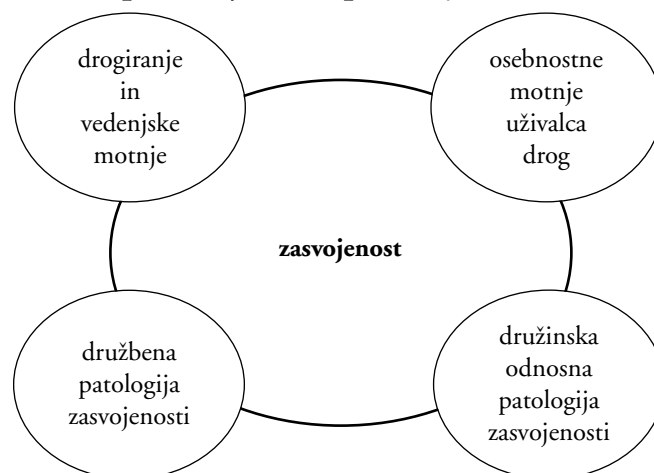 drogiranje
in
vedenjske
motnje
osebnostne
motnje
uživalca
drog
zasvojenost
družbena
patologija
zasvojenosti
družinska
odnosna
patologija
zasvojenosti